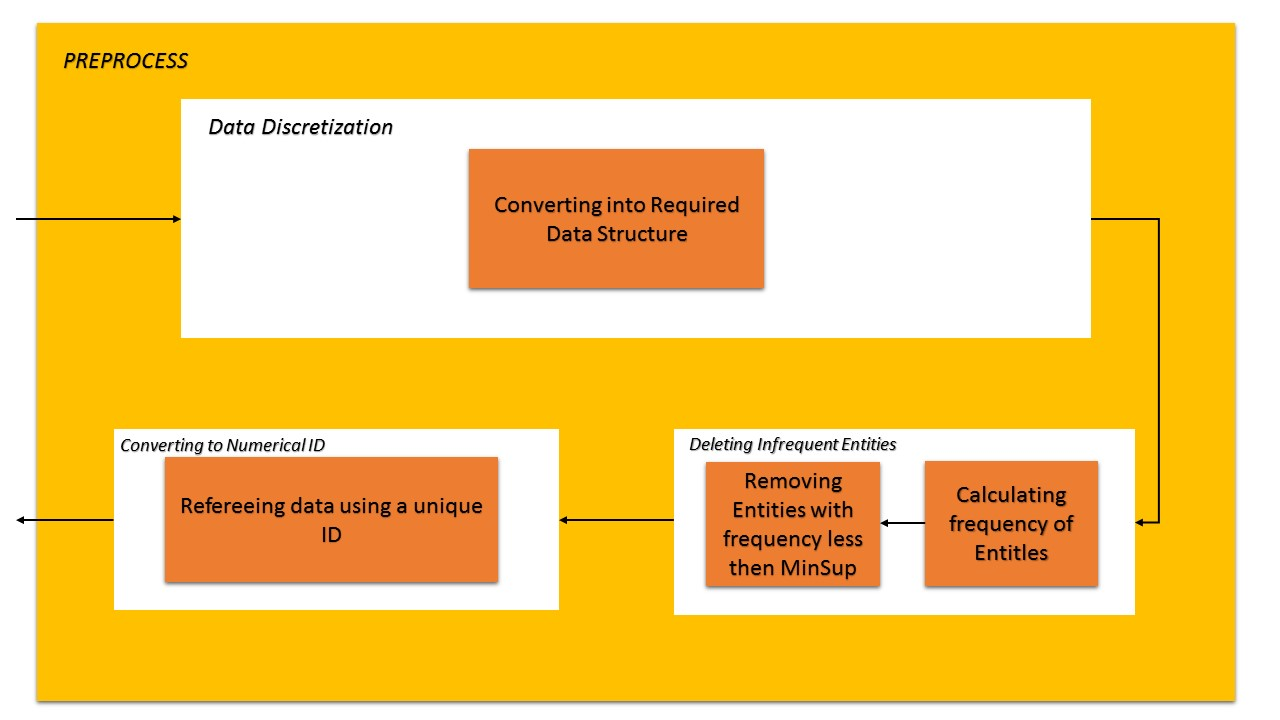 PREPROCESS
Data Discretization
Converting into Required
Data Structure
Converting to Numerical ID
Refereeing data using a unique
ID
Deleting Infrequent Entities
Removing
Entities with
frequency less
then MinSup
Calculating
frequency of
Entitles